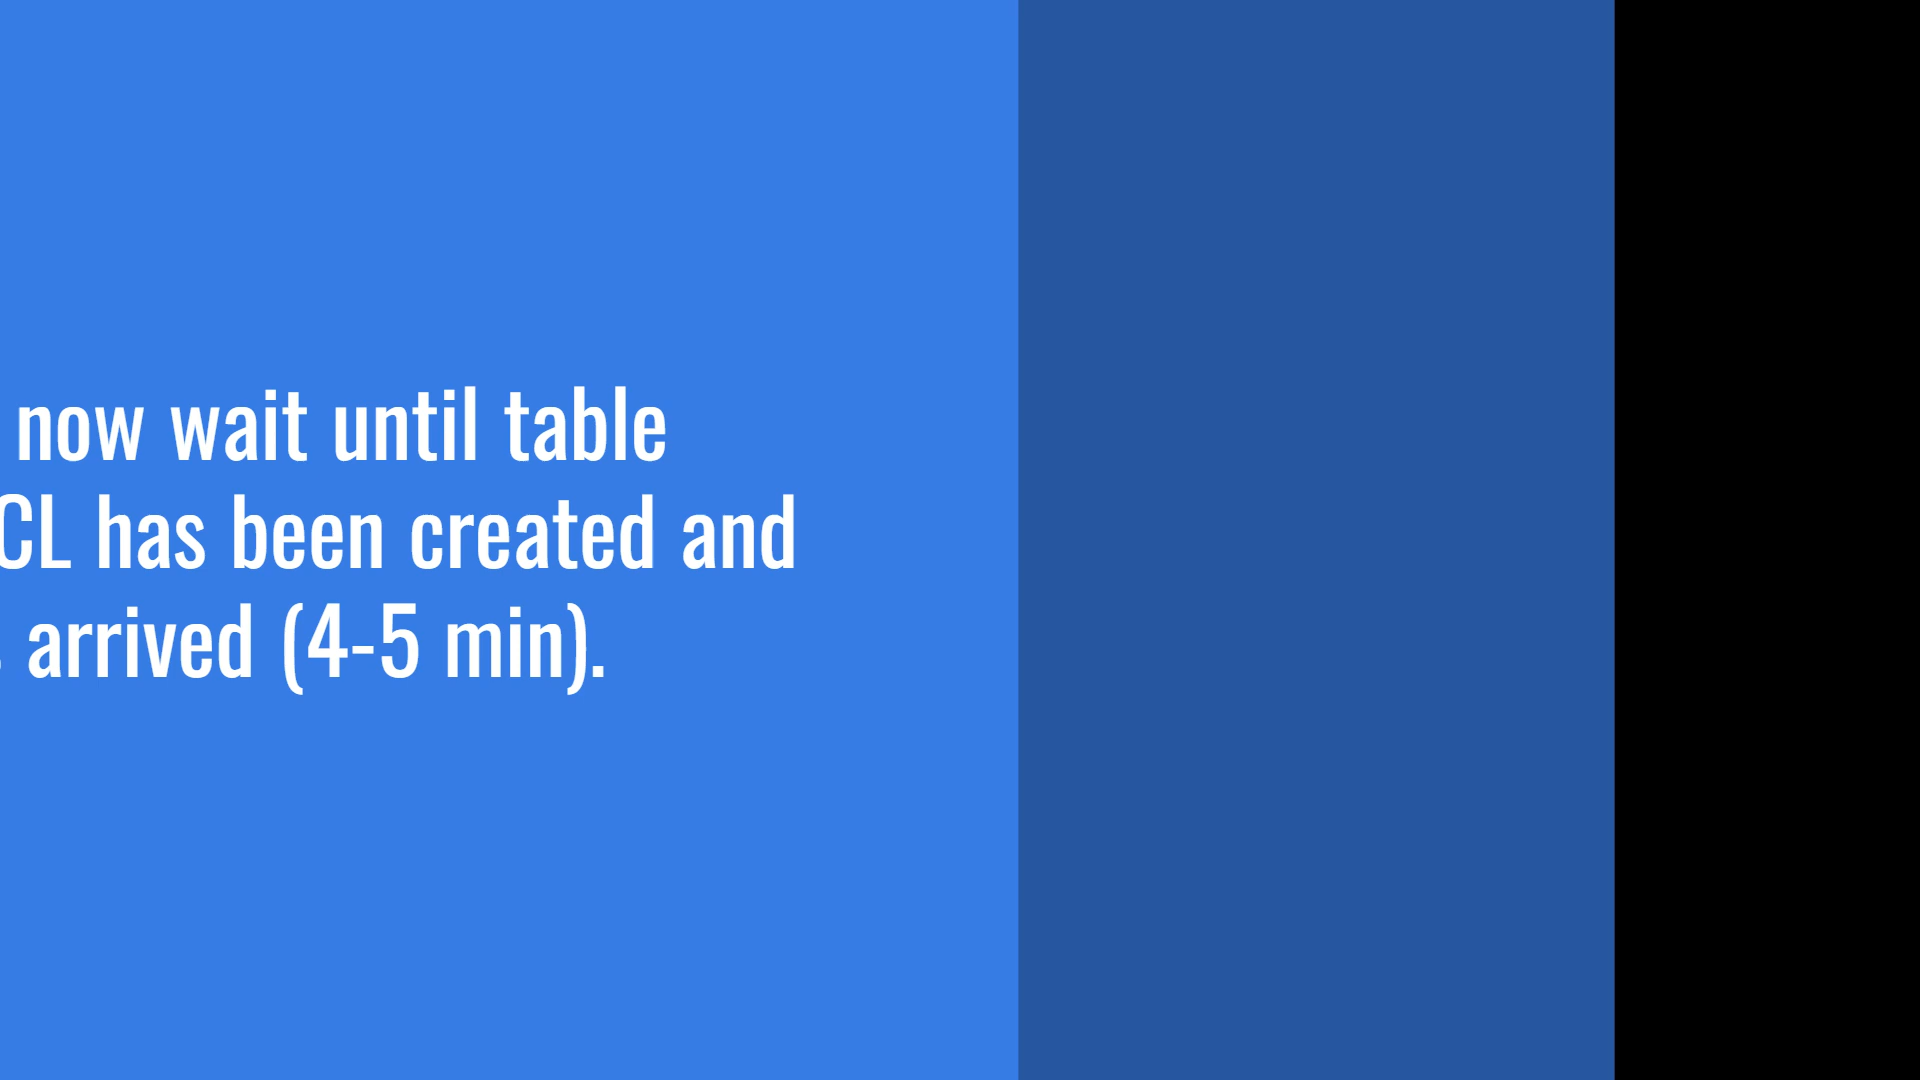 now wait until table
CL has been created and
arrived (4-5 min).